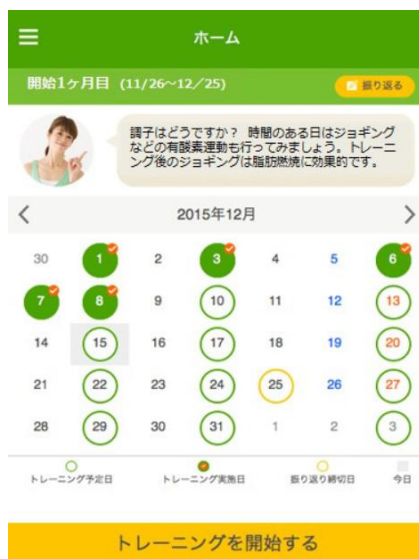 ホーム
開始1ヶ月目 (11/26~12/25)
振り返る
調子はどうですか? 時間のある日はジョギング
などの有酸素運動も行ってみましょう。トレーニ
ング後のジョギングは脂肪燃焼に効果的です。
2015年12月
30 1 2 3 4 5 6
7 8 9 10 11 12 13
14 15 16 17 18 19 20
21 22 23 24 25 26 27
28 29 30 31 1 2 3
トレーニング予定日 トレーニング実施日 振り返り締切日 今日
トレーニングを開始する